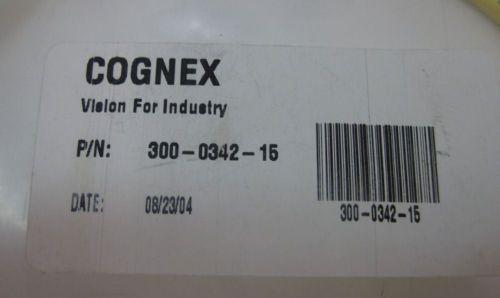 COGNEX
Vision For Industry
P/N: 300-0342-15
DATE: 08/23/04
300-0342-15